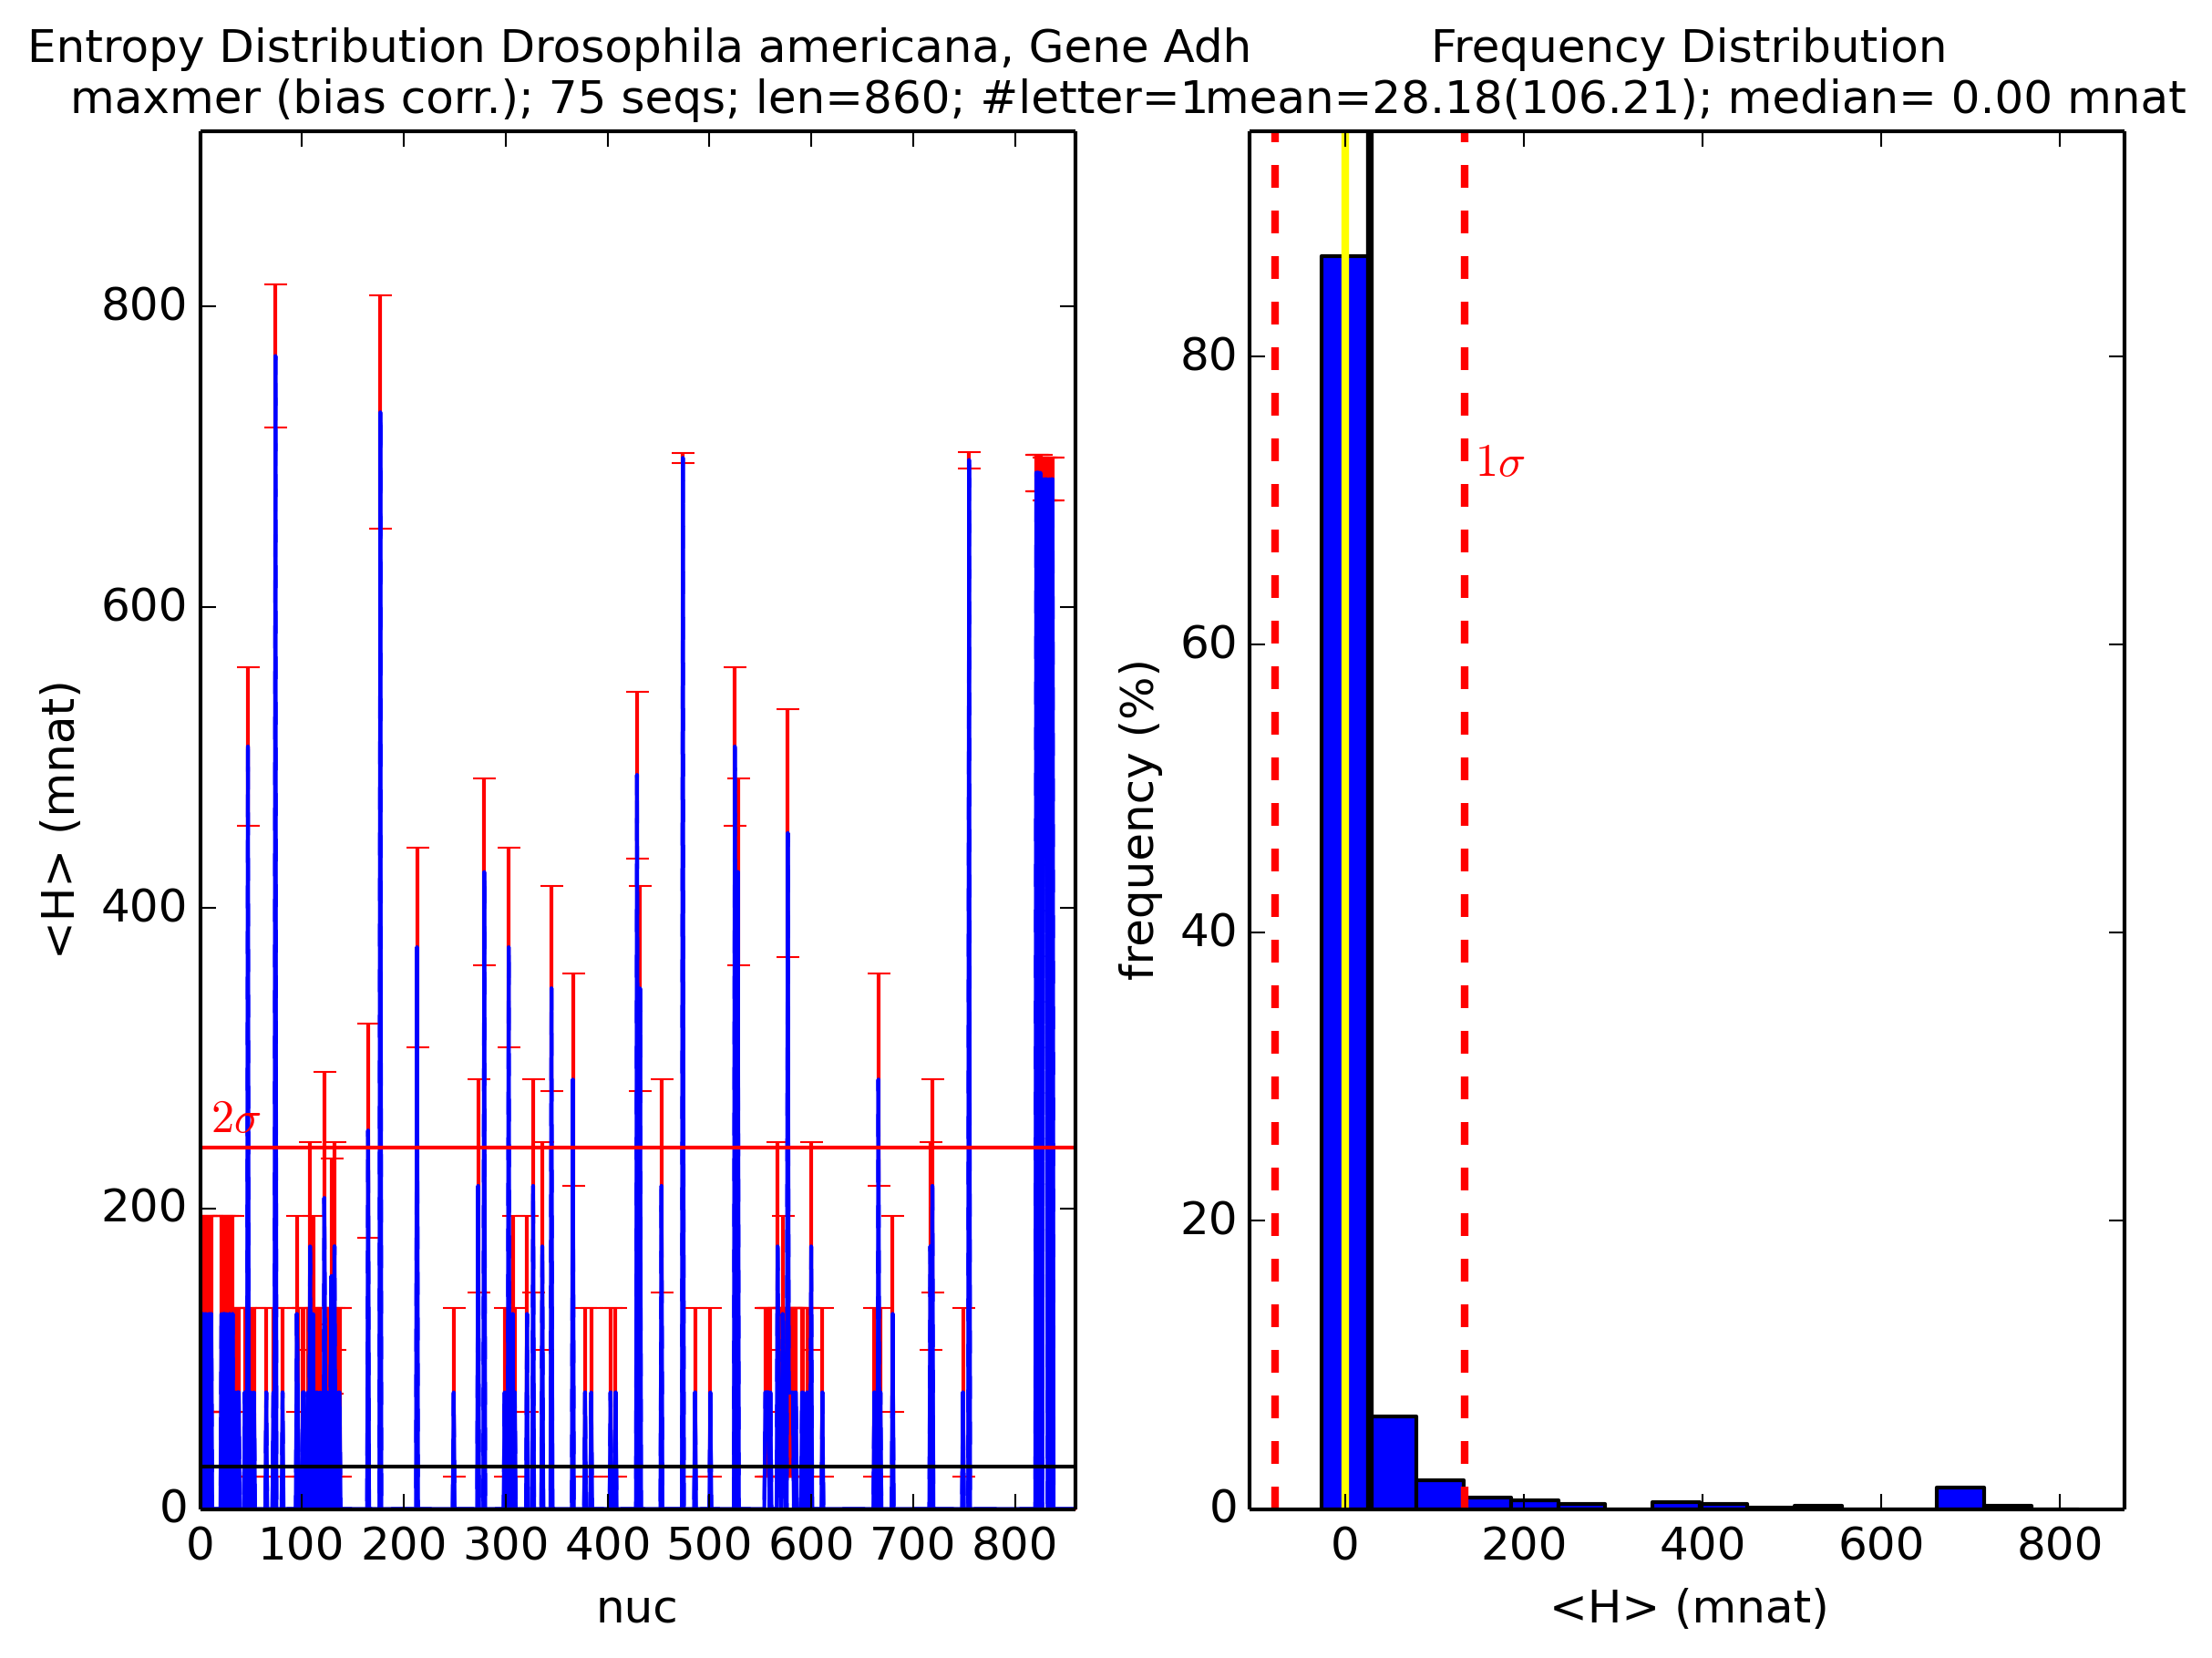 Entropy Distribution Drosophila americana, Gene Adh
maxmer (bias corr.); 75 seqs; len=860; #letter=1
<H> (mnat)
800
600
400
200
0
2σ
0 100 200 300 400 500 600 700 800
nuc
Frequency Distribution
mean=28.18(106.21); median= 0.00 mnat
frequency (%)
80
60
40
20
0
1σ
0 200 400 600 800
<H> (mnat)